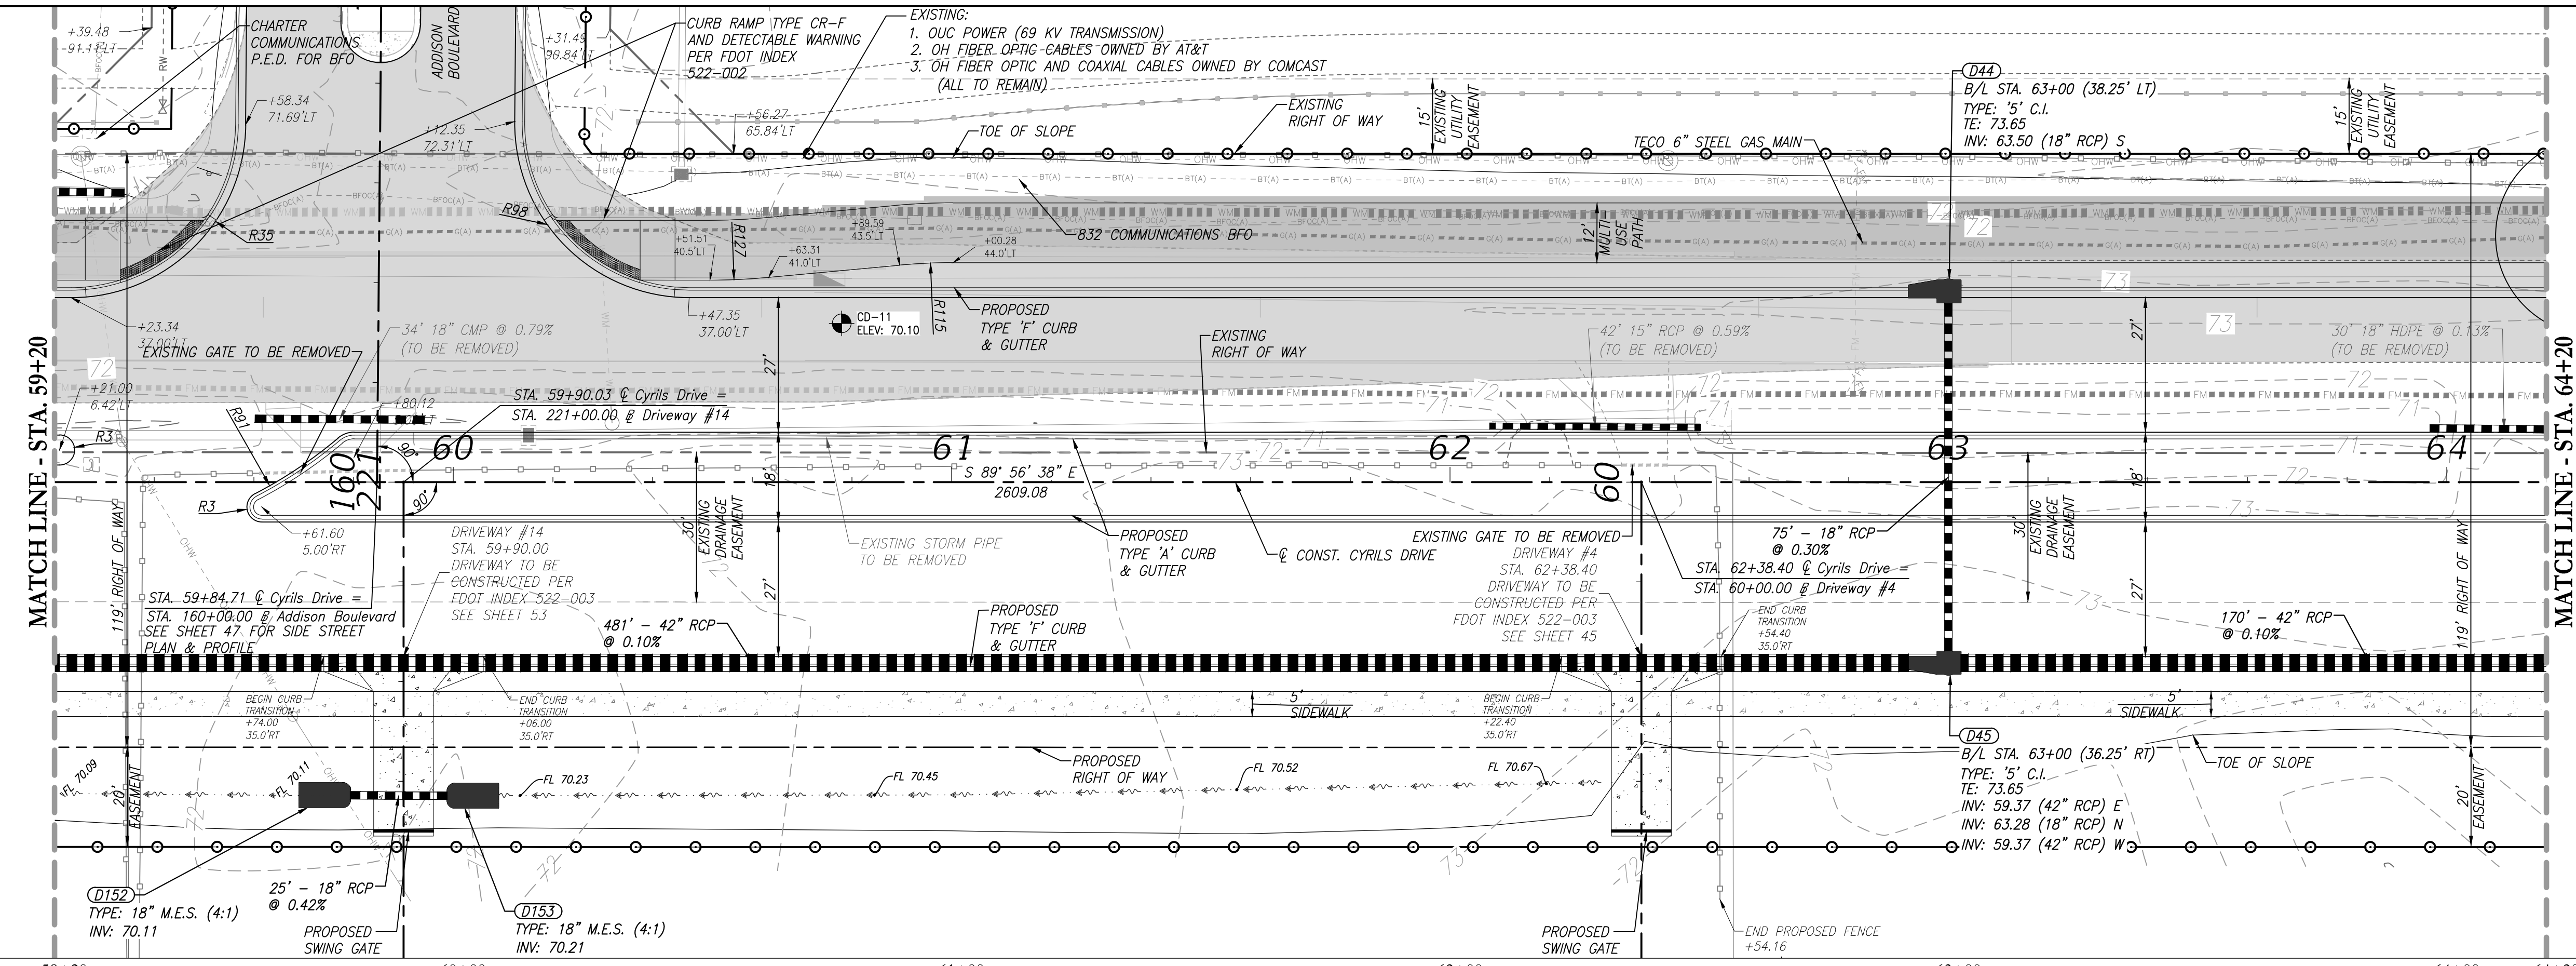 MATCH LINE - STA. 59+20
MATCH LINE - STA. 64+20
+39.48
91.11'LT
RW
CHARTER
COMMUNICATIONS
P.E.D. FOR BFO
ADDISON
BOULEVARD
+31.49
90.84'LT
CURB RAMP TYPE CR-F
AND DETECTABLE WARNING
PER FDOT INDEX
522-002
EXISTING:
1. OUC POWER (69 KV TRANSMISSION)
2. OH FIBER OPTIC CABLES OWNED BY AT&T
3. OH FIBER OPTIC AND COAXIAL CABLES OWNED BY COMCAST
(ALL TO REMAIN)
+58.34
71.69'LT
+12.35
72.31'LT
+56.27
65.84'LT
TOE OF SLOPE
EXISTING
RIGHT OF WAY
15'
EXISTING
UTILITY
EASEMENT
TECO 6" STEEL GAS MAIN
D44
B/L STA. 63+00 (38.25' LT)
TYPE: '5' C.I.
TE: 73.65
INV: 63.50 (18" RCP) S
15'
EXISTING
UTILITY
EASEMENT
R35
R98
R127
+51.51
40.5'LT
+63.31
41.0'LT
+89.59
43.5'LT
+00.28
44.0'LT
832 COMMUNICATIONS BFO
12'
MULTI
USE
PATH
72
73
+23.34
37.00'LT
+47.35
37.00'LT
CD-11
ELEV: 70.10
R115
PROPOSED
TYPE 'F' CURB
& GUTTER
34' 18" CMP @ 0.79%
(TO BE REMOVED)
EXISTING GATE TO BE REMOVED
27'
EXISTING
RIGHT OF WAY
42' 15" RCP @ 0.59%
(TO BE REMOVED)
27'
73
30' 18" HDPE @ 0.13%
(TO BE REMOVED)
72
+21.00
6.42'LT
R3
R91
+80.12
STA. 59+90.03 ℄ Cyrils Drive =
STA. 221+00.00 ℄ Driveway #14
90°
90°
60
61
62
63
64
160
221
60
S 89° 56' 38" E
2609.08
18'
18'
R3
+61.60
5.00'RT
119' RIGHT OF WAY
DRIVEWAY #14
STA. 59+90.00
DRIVEWAY TO BE
CONSTRUCTED PER
FDOT INDEX 522-003
SEE SHEET 53
30'
EXISTING
DRAINAGE
EASEMENT
EXISTING STORM PIPE
TO BE REMOVED
PROPOSED
TYPE 'A' CURB
& GUTTER
℄ CONST. CYRILS DRIVE
EXISTING GATE TO BE REMOVED
DRIVEWAY #4
STA. 62+38.40
DRIVEWAY TO BE
CONSTRUCTED PER
FDOT INDEX 522-003
SEE SHEET 45
75' - 18" RCP
@ 0.30%
STA. 62+38.40 ℄ Cyrils Drive =
STA. 60+00.00 ℄ Driveway #4
30'
EXISTING
DRAINAGE
EASEMENT
119' RIGHT OF WAY
STA. 59+84.71 ℄ Cyrils Drive =
STA. 160+00.00 ℄ Addison Boulevard
SEE SHEET 47 FOR SIDE STREET
PLAN & PROFILE
481' - 42" RCP
@ 0.10%
27'
PROPOSED
TYPE 'F' CURB
& GUTTER
END CURB
TRANSITION
+54.40
35.0'RT
27'
170' - 42" RCP
@ 0.10%
BEGIN CURB
TRANSITION
+74.00
35.0'RT
END CURB
TRANSITION
+06.00
35.0'RT
5'
SIDEWALK
BEGIN CURB
TRANSITION
+22.40
35.0'RT
5'
SIDEWALK
FL 70.09
FL 70.11
FL 70.23
FL 70.45
FL 70.52
FL 70.67
PROPOSED
RIGHT OF WAY
20'
EASEMENT
D45
B/L STA. 63+00 (36.25' RT)
TYPE: '5' C.I.
TE: 73.65
INV: 59.37 (42" RCP) E
INV: 63.28 (18" RCP) N
INV: 59.37 (42" RCP) W
TOE OF SLOPE
20'
EASEMENT
D152
TYPE: 18" M.E.S. (4:1)
INV: 70.11
25' - 18" RCP
@ 0.42%
PROPOSED
SWING GATE
D153
TYPE: 18" M.E.S. (4:1)
INV: 70.21
PROPOSED
SWING GATE
END PROPOSED FENCE
+54.16